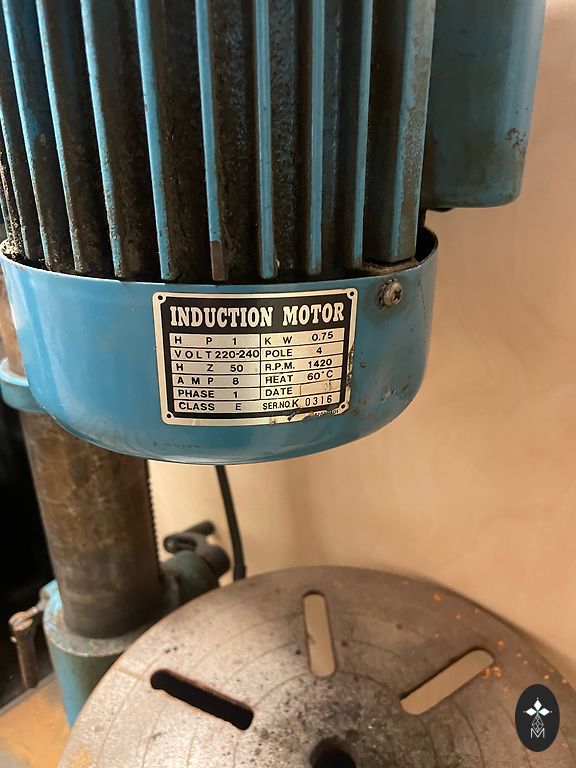 INDUCTION MOTOR
H P 1 K W 0.75
VOLT 220-240 POLE 4
H Z 50 R.P.M. 1420
A M P 8 HEAT 60°C
PHASE 1 DATE
CLASS E SER.NO.K 0316
M